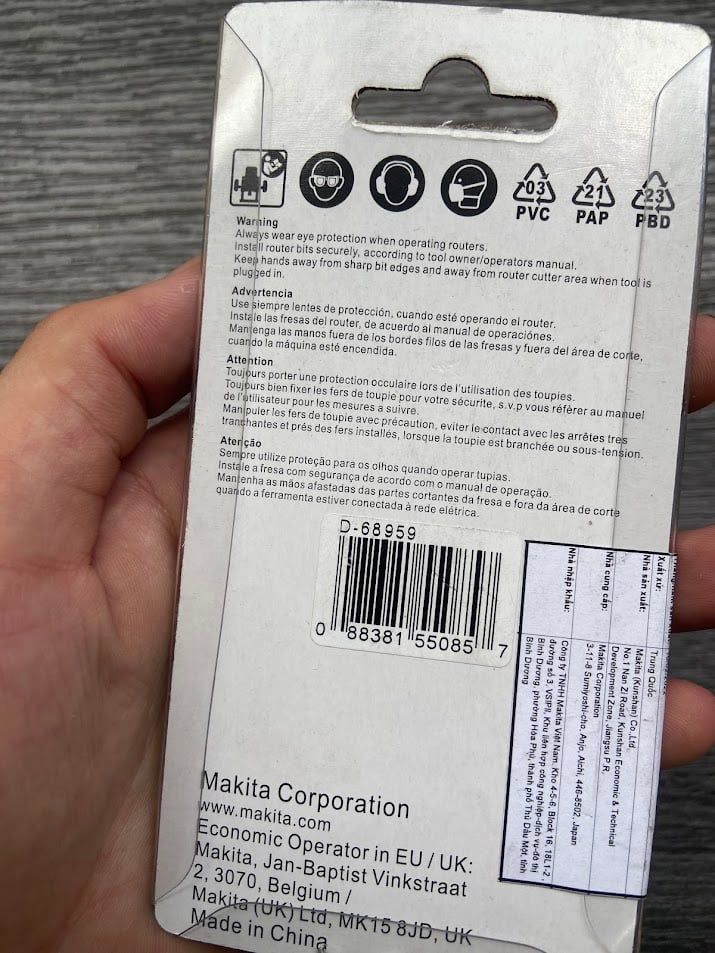 03
PVC
21
PAP
23
PBD
Warning
Always wear eye protection when operating routers.
Install router bits securely, according to tool owner/operators manual.
Keep hands away from sharp bit edges and away from router cutter area when tool is
plugged in.
Advertencia
Use siempre lentes de protección, cuando esté operando el router.
Instale las fresas del router, de acuerdo al manual de operaciónes.
Mantenga las manos fuera de los bordes filos de las fresas y fuera del área de corte,
cuando la máquina esté encendida.
Attention
Toujours porter une protection occulaire lors de l'utilisation des toupies.
Toujours bien fixer les fers de toupie pour votre sécurite, s.v.p vous référer au manuel
de l'utilisateur pour les mesures a suivre.
Manipuler les fers de toupie avec précaution, eviter le contact avec les arrêtes tres
tranchantes et prés des fers installés, lorsque la toupie est branchée ou sous-tension.
Atenção
Sempre utilize proteção para os olhos quando operar tupias.
Instale a fresa com segurança de acordo com o manual de operação.
Mantenha as mãos afastadas das partes cortantes da fresa e fora da área de corte
quando a ferramenta estiver conectada à rede elétrica.
D-68959
0 88381 55085 7
Xuất xứ: Trung Quốc
Nhà sản xuất: Makita (Kunshan) Co.,Ltd.
No.1 Nan Zi Road, Kunshan Economic & Technical
Development Zone, Jiangsu P.R.
Nhà cung cấp: Makita Corporation
3-11-8 Sumiyoshi-cho, Anjo, Aichi, 446-8502, Japan
Nhà nhập khẩu: Công ty TNHH Makita Việt Nam. Kho 4-5-6, Block 16, 18L1-2,
đường số 3, VSIPII, Khu liên hợp công nghiệp-dịch vụ-đô thị
Bình Dương, phường Hòa Phú, thành phố Thủ Dầu Một, tỉnh
Bình Dương
Makita Corporation
www.makita.com
Economic Operator in EU / UK:
Makita, Jan-Baptist Vinkstraat
2, 3070, Belgium /
Makita (UK) Ltd, MK15 8JD, UK
Made in China